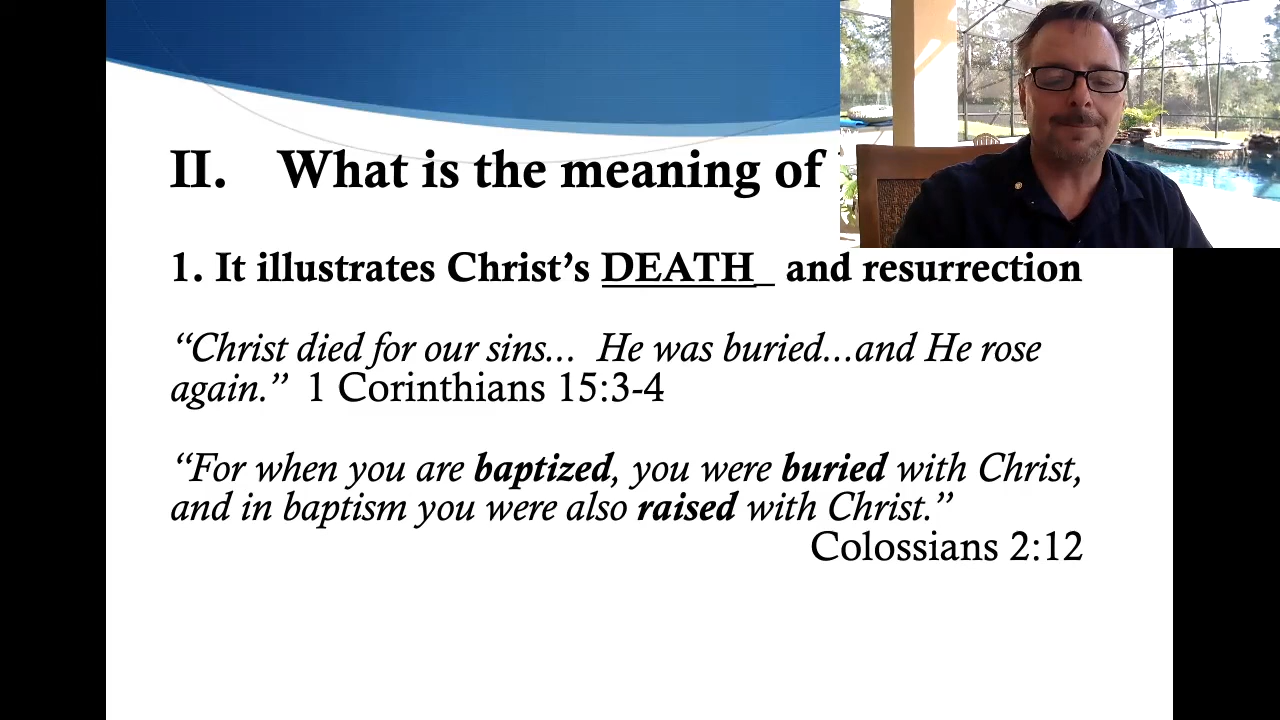 II. What is the meaning of
1. It illustrates Christ’s DEATH_ and resurrection
“Christ died for our sins... He was buried...and He rose
again.” 1 Corinthians 15:3-4
“For when you are baptized, you were buried with Christ,
and in baptism you were also raised with Christ.”
Colossians 2:12